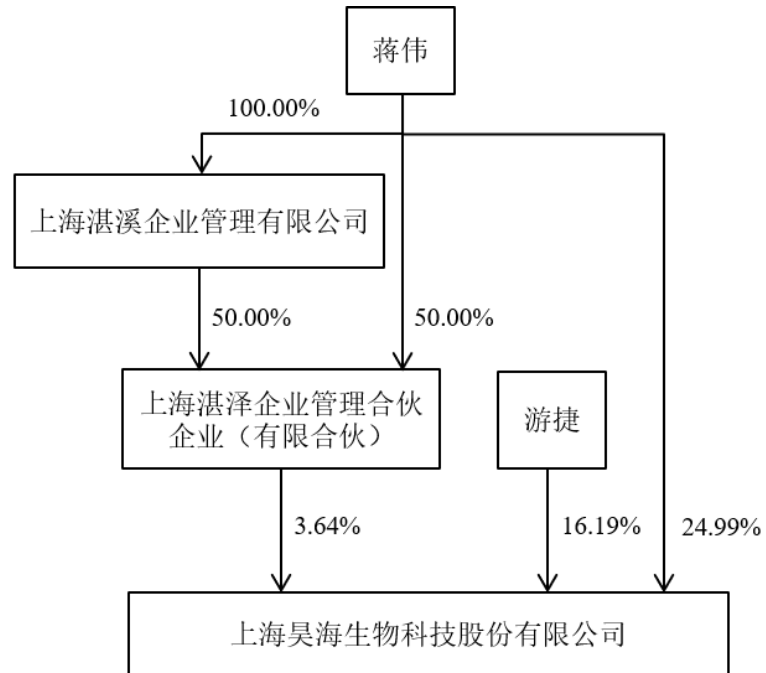 蒋伟
100.00%
上海湛溪企业管理有限公司
50.00%
50.00%
上海湛泽企业管理合伙
企业（有限合伙）
游捷
3.64%
16.19%
24.99%
上海昊海生物科技股份有限公司